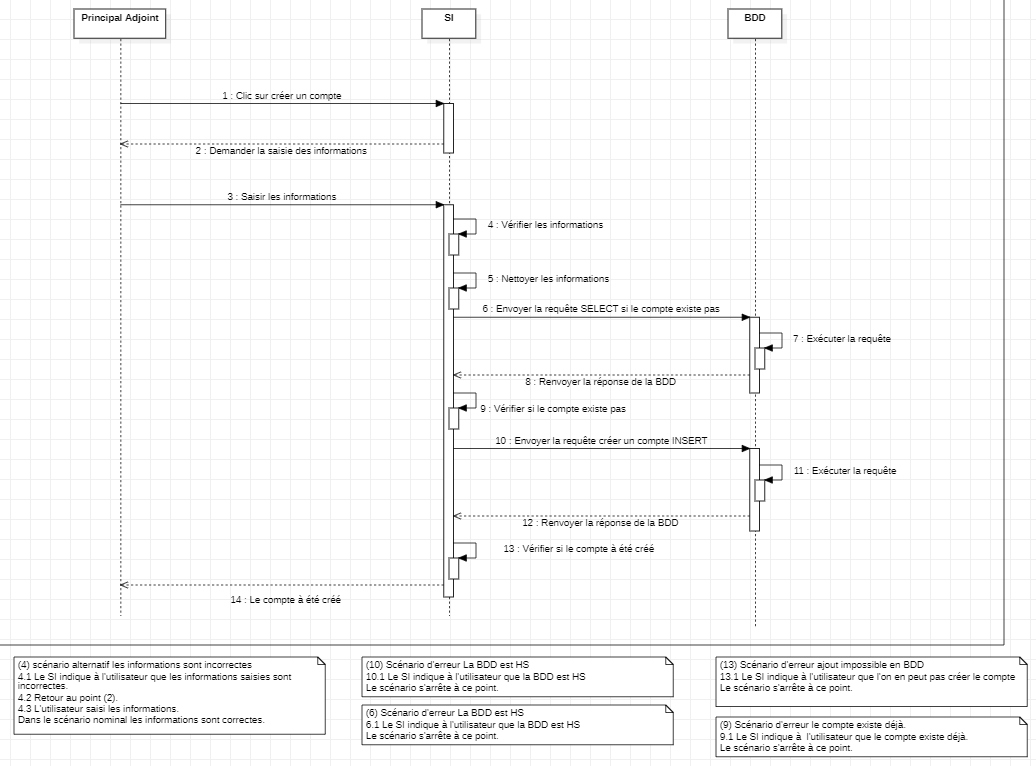 Principal Adjoint
SI
BDD
1 : Clic sur créer un compte
2 : Demander la saisie des informations
3 : Saisir les informations
4 : Vérifier les informations
5 : Nettoyer les informations
6 : Envoyer la requête SELECT si le compte existe pas
7 : Exécuter la requête
8 : Renvoyer la réponse de la BDD
9 : Vérifier si le compte existe pas
10 : Envoyer la requête créer un compte INSERT
11 : Exécuter la requête
12 : Renvoyer la réponse de la BDD
13 : Vérifier si le compte à été créé
14 : Le compte à été créé
(4) scénario alternatif les informations sont incorrectes
4.1 Le SI indique à l'utilisateur que les informations saisies sont
incorrectes.
4.2 Retour au point (2).
4.3 L'utilisateur saisi les informations.
Dans le scénario nominal les informations sont correctes.
(10) Scénario d'erreur La BDD est HS
10.1 Le SI indique à l'utilisateur que la BDD est HS
Le scénario s'arrête à ce point.
(6) Scénario d'erreur La BDD est HS
6.1 Le SI indique à l'utilisateur que la BDD est HS
Le scénario s'arrête à ce point.
(13) Scénario d'erreur ajout impossible en BDD
13.1 Le SI indique à l'utilisateur que l'on en peut pas créer le compte
Le scénario s'arrête à ce point.
(9) Scénario d'erreur le compte existe déjà.
9.1 Le SI indique à l'utilisateur que le compte existe déjà.
Le scénario s'arrête à ce point.